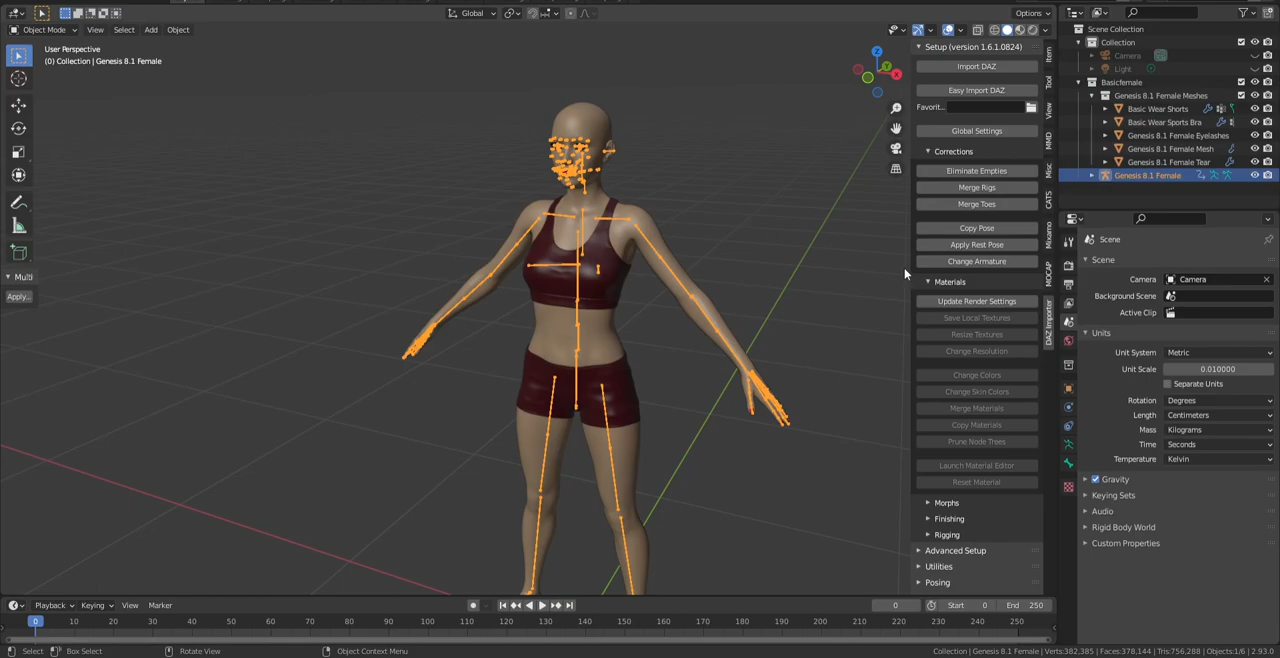 Global
Options
Object Mode
View
Select
Add
Object
User Perspective
(0) Collection | Genesis 8.1 Female
Multi
Apply...
X
Y
Z
Setup (version 1.6.1.0824)
Import DAZ
Easy Import DAZ
Favorit...
Global Settings
Corrections
Eliminate Empties
Merge Rigs
Merge Toes
Copy Pose
Apply Rest Pose
Change Armature
Materials
Update Render Settings
Save Local Textures
Resize Textures
Change Resolution
Change Colors
Change Skin Colors
Merge Materials
Copy Materials
Prune Node Trees
Launch Material Editor
Reset Material
Morphs
Finishing
Rigging
Advanced Setup
Utilities
Posing
Item
Tool
View
MMD
Misc
CATS
Mixamo
MOCAP
DAZ Importer
Scene Collection
Collection
Camera
Light
Basicfemale
Genesis 8.1 Female Meshes
Basic Wear Shorts
Basic Wear Sports Bra
Genesis 8.1 Female Eyelashes
Genesis 8.1 Female Mesh
Genesis 8.1 Female Tear
Genesis 8.1 Female
Scene
Scene
Camera Camera
Background Scene
Active Clip
Units
Unit System Metric
Unit Scale 0.010000
Separate Units
Rotation Degrees
Length Centimeters
Mass Kilograms
Time Seconds
Temperature Kelvin
Gravity
Keying Sets
Audio
Rigid Body World
Custom Properties
Playback Keying View Marker 0 Start 0 End 250
0 10 20 30 40 50 60 70 80 90 100 110 120 130 140 150 160 170 180 190 200 210 220 230 240 250
Select Box Select Rotate View Object Context Menu Collection | Genesis 8.1 Female | Verts:382,385 | Faces:378,144 | Tris:756,288 | Objects:1/6 | 2.93.0